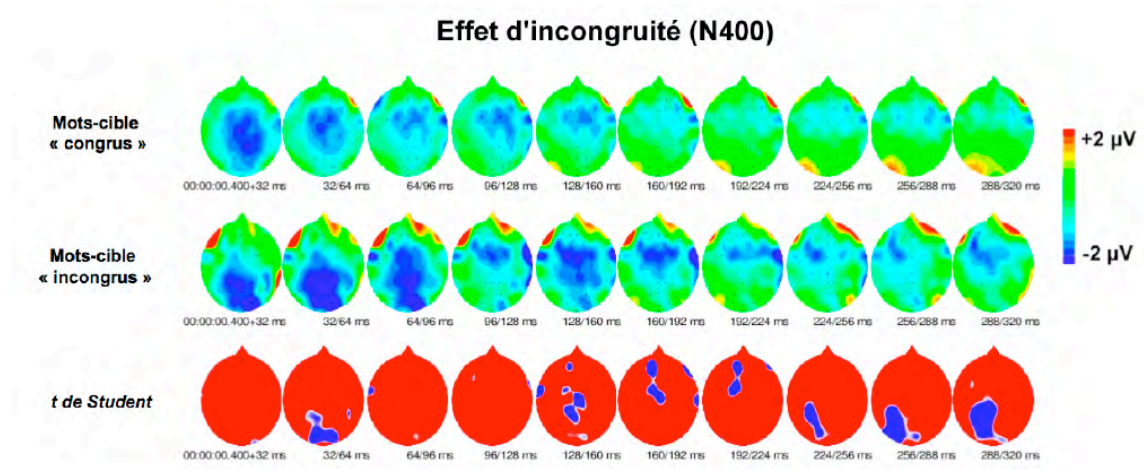 Effet d'incongruité (N400)
Mots-cible
« congrus »
00:00:00.400+32 ms 32/64 ms 64/96 ms 96/128 ms 128/160 ms 160/192 ms 192/224 ms 224/256 ms 256/288 ms 288/320 ms
+2 µV
-2 µV
Mots-cible
« incongrus »
00:00:00.400+32 ms 32/64 ms 64/96 ms 96/128 ms 128/160 ms 160/192 ms 192/224 ms 224/256 ms 256/288 ms 288/320 ms
t de Student
00:00:00.400+32 ms 32/64 ms 64/96 ms 96/128 ms 128/160 ms 160/192 ms 192/224 ms 224/256 ms 256/288 ms 288/320 ms